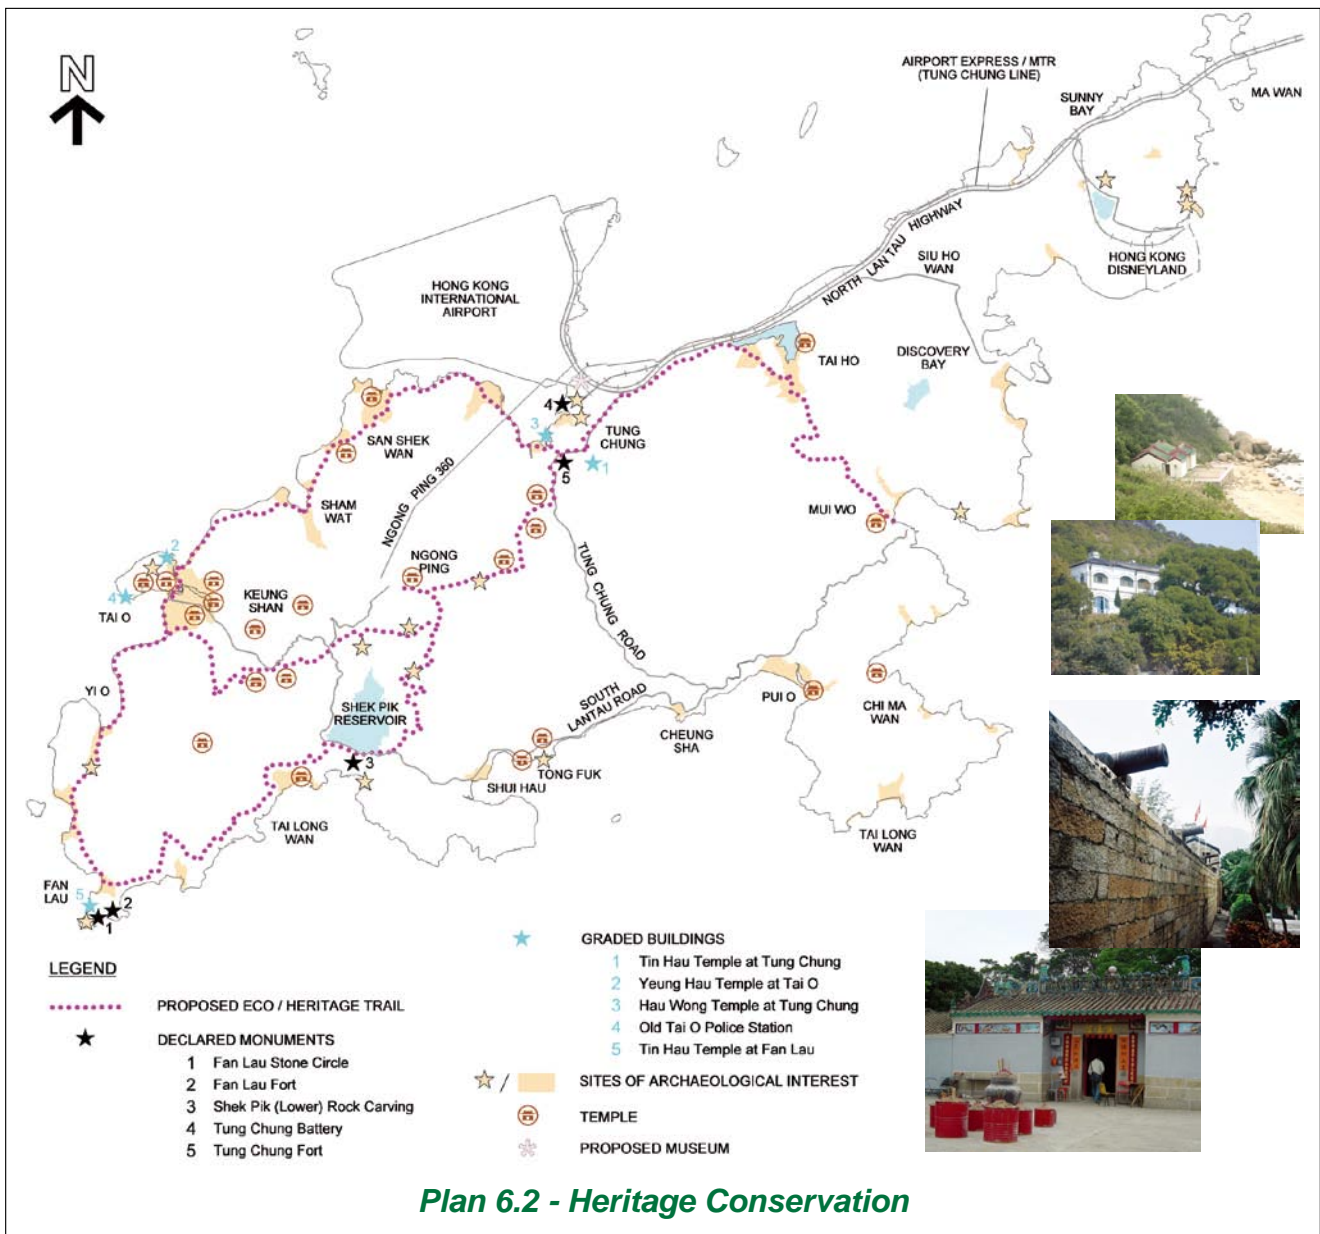 N
AIRPORT EXPRESS / MTR
(TUNG CHUNG LINE)
SUNNY
BAY
MA WAN
NORTH LAN TAU HIGHWAY
SIU HO
WAN
HONG KONG
DISNEYLAND
HONG KONG
INTERNATIONAL
AIRPORT
TAI HO
DISCOVERY
BAY
4
3
TUNG
CHUNG
1
5
SAN SHEK
WAN
NGONG PING 360
SHAM
WAT
MUI WO
2
NGONG
PING
TUNG CHUNG ROAD
4
TAI O
KEUNG
SHAN
YI O
SHEK PIK
RESERVOIR
SOUTH
LANTAU ROAD
PUI O
CHI MA
WAN
CHEUNG
SHA
3
TONG FUK
SHUI HAU
TAI LONG
WAN
TAI LONG
WAN
FAN
LAU
5
2
1
LEGEND
PROPOSED ECO / HERITAGE TRAIL
DECLARED MONUMENTS
1 Fan Lau Stone Circle
2 Fan Lau Fort
3 Shek Pik (Lower) Rock Carving
4 Tung Chung Battery
5 Tung Chung Fort
GRADED BUILDINGS
1 Tin Hau Temple at Tung Chung
2 Yeung Hau Temple at Tai O
3 Hau Wong Temple at Tung Chung
4 Old Tai O Police Station
5 Tin Hau Temple at Fan Lau
/ SITES OF ARCHAEOLOGICAL INTEREST
TEMPLE
PROPOSED MUSEUM
Plan 6.2 - Heritage Conservation